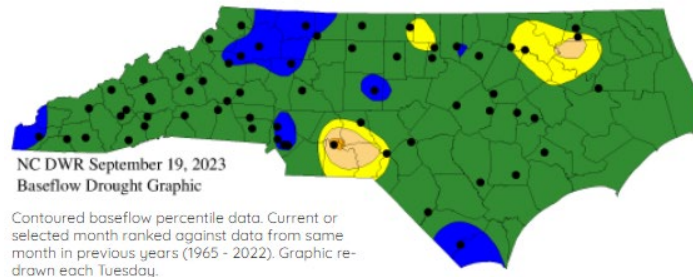 NC DWR September 19, 2023
Baseflow Drought Graphic
Contoured baseflow percentile data. Current or
selected month ranked against data from same
month in previous years (1965 - 2022). Graphic re-
drawn each Tuesday.